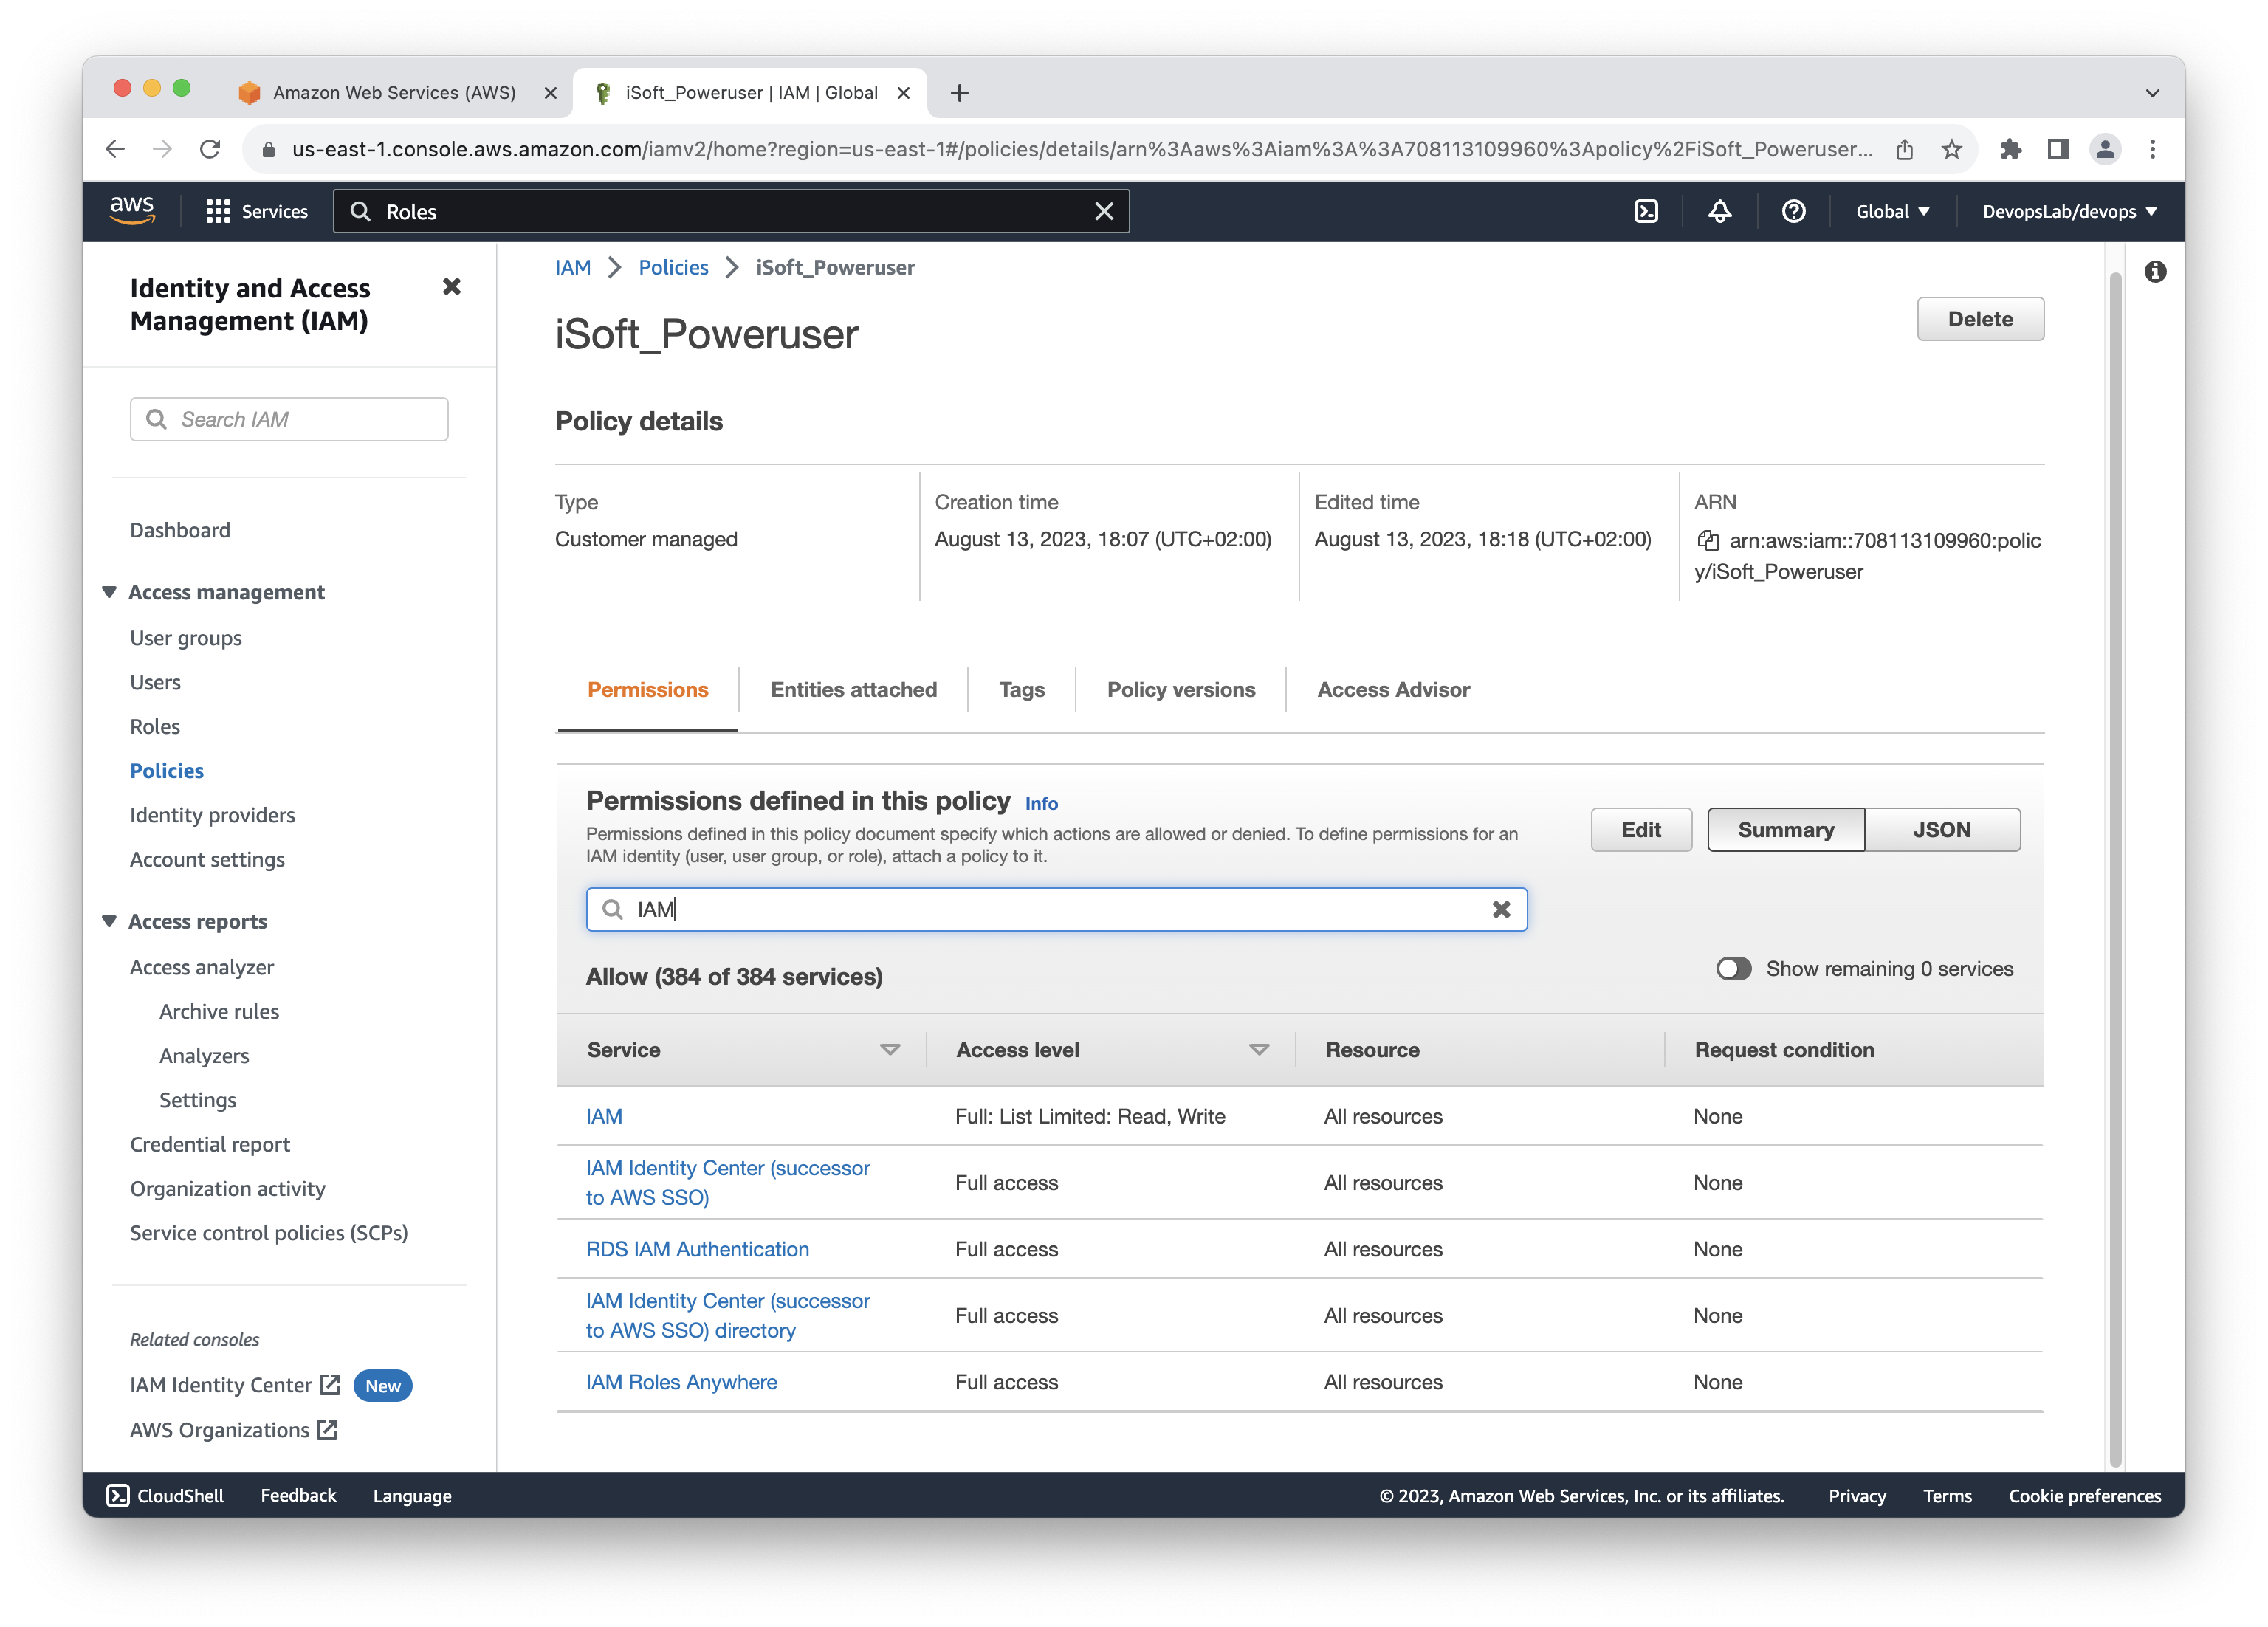 Amazon Web Services (AWS)
iSoft_Poweruser | IAM | Global
us-east-1.console.aws.amazon.com/iamv2/home?region=us-east-1#/policies/details/arn%3Aaws%3Aiam%3A%3A708113109960%3Apolicy%2FiSoft_Poweruser...
aws
Services
Roles
Global
DevopsLab/devops
Identity and Access
Management (IAM)
Search IAM
Dashboard
Access management
User groups
Users
Roles
Policies
Identity providers
Account settings
Access reports
Access analyzer
Archive rules
Analyzers
Settings
Credential report
Organization activity
Service control policies (SCPs)
Related consoles
IAM Identity Center New
AWS Organizations
IAM > Policies > iSoft_Poweruser
iSoft_Poweruser
Delete
Policy details
Type
Customer managed
Creation time
August 13, 2023, 18:07 (UTC+02:00)
Edited time
August 13, 2023, 18:18 (UTC+02:00)
ARN
arn:aws:iam::708113109960:polic
y/iSoft_Poweruser
Permissions Entities attached Tags Policy versions Access Advisor
Permissions defined in this policy Info
Permissions defined in this policy document specify which actions are allowed or denied. To define permissions for an
IAM identity (user, user group, or role), attach a policy to it.
Edit Summary JSON
IAM
Allow (384 of 384 services)
Show remaining 0 services
Service Access level Resource Request condition
IAM Full: List Limited: Read, Write All resources None
IAM Identity Center (successor
to AWS SSO) Full access All resources None
RDS IAM Authentication Full access All resources None
IAM Identity Center (successor
to AWS SSO) directory Full access All resources None
IAM Roles Anywhere Full access All resources None
CloudShell Feedback Language
© 2023, Amazon Web Services, Inc. or its affiliates. Privacy Terms Cookie preferences